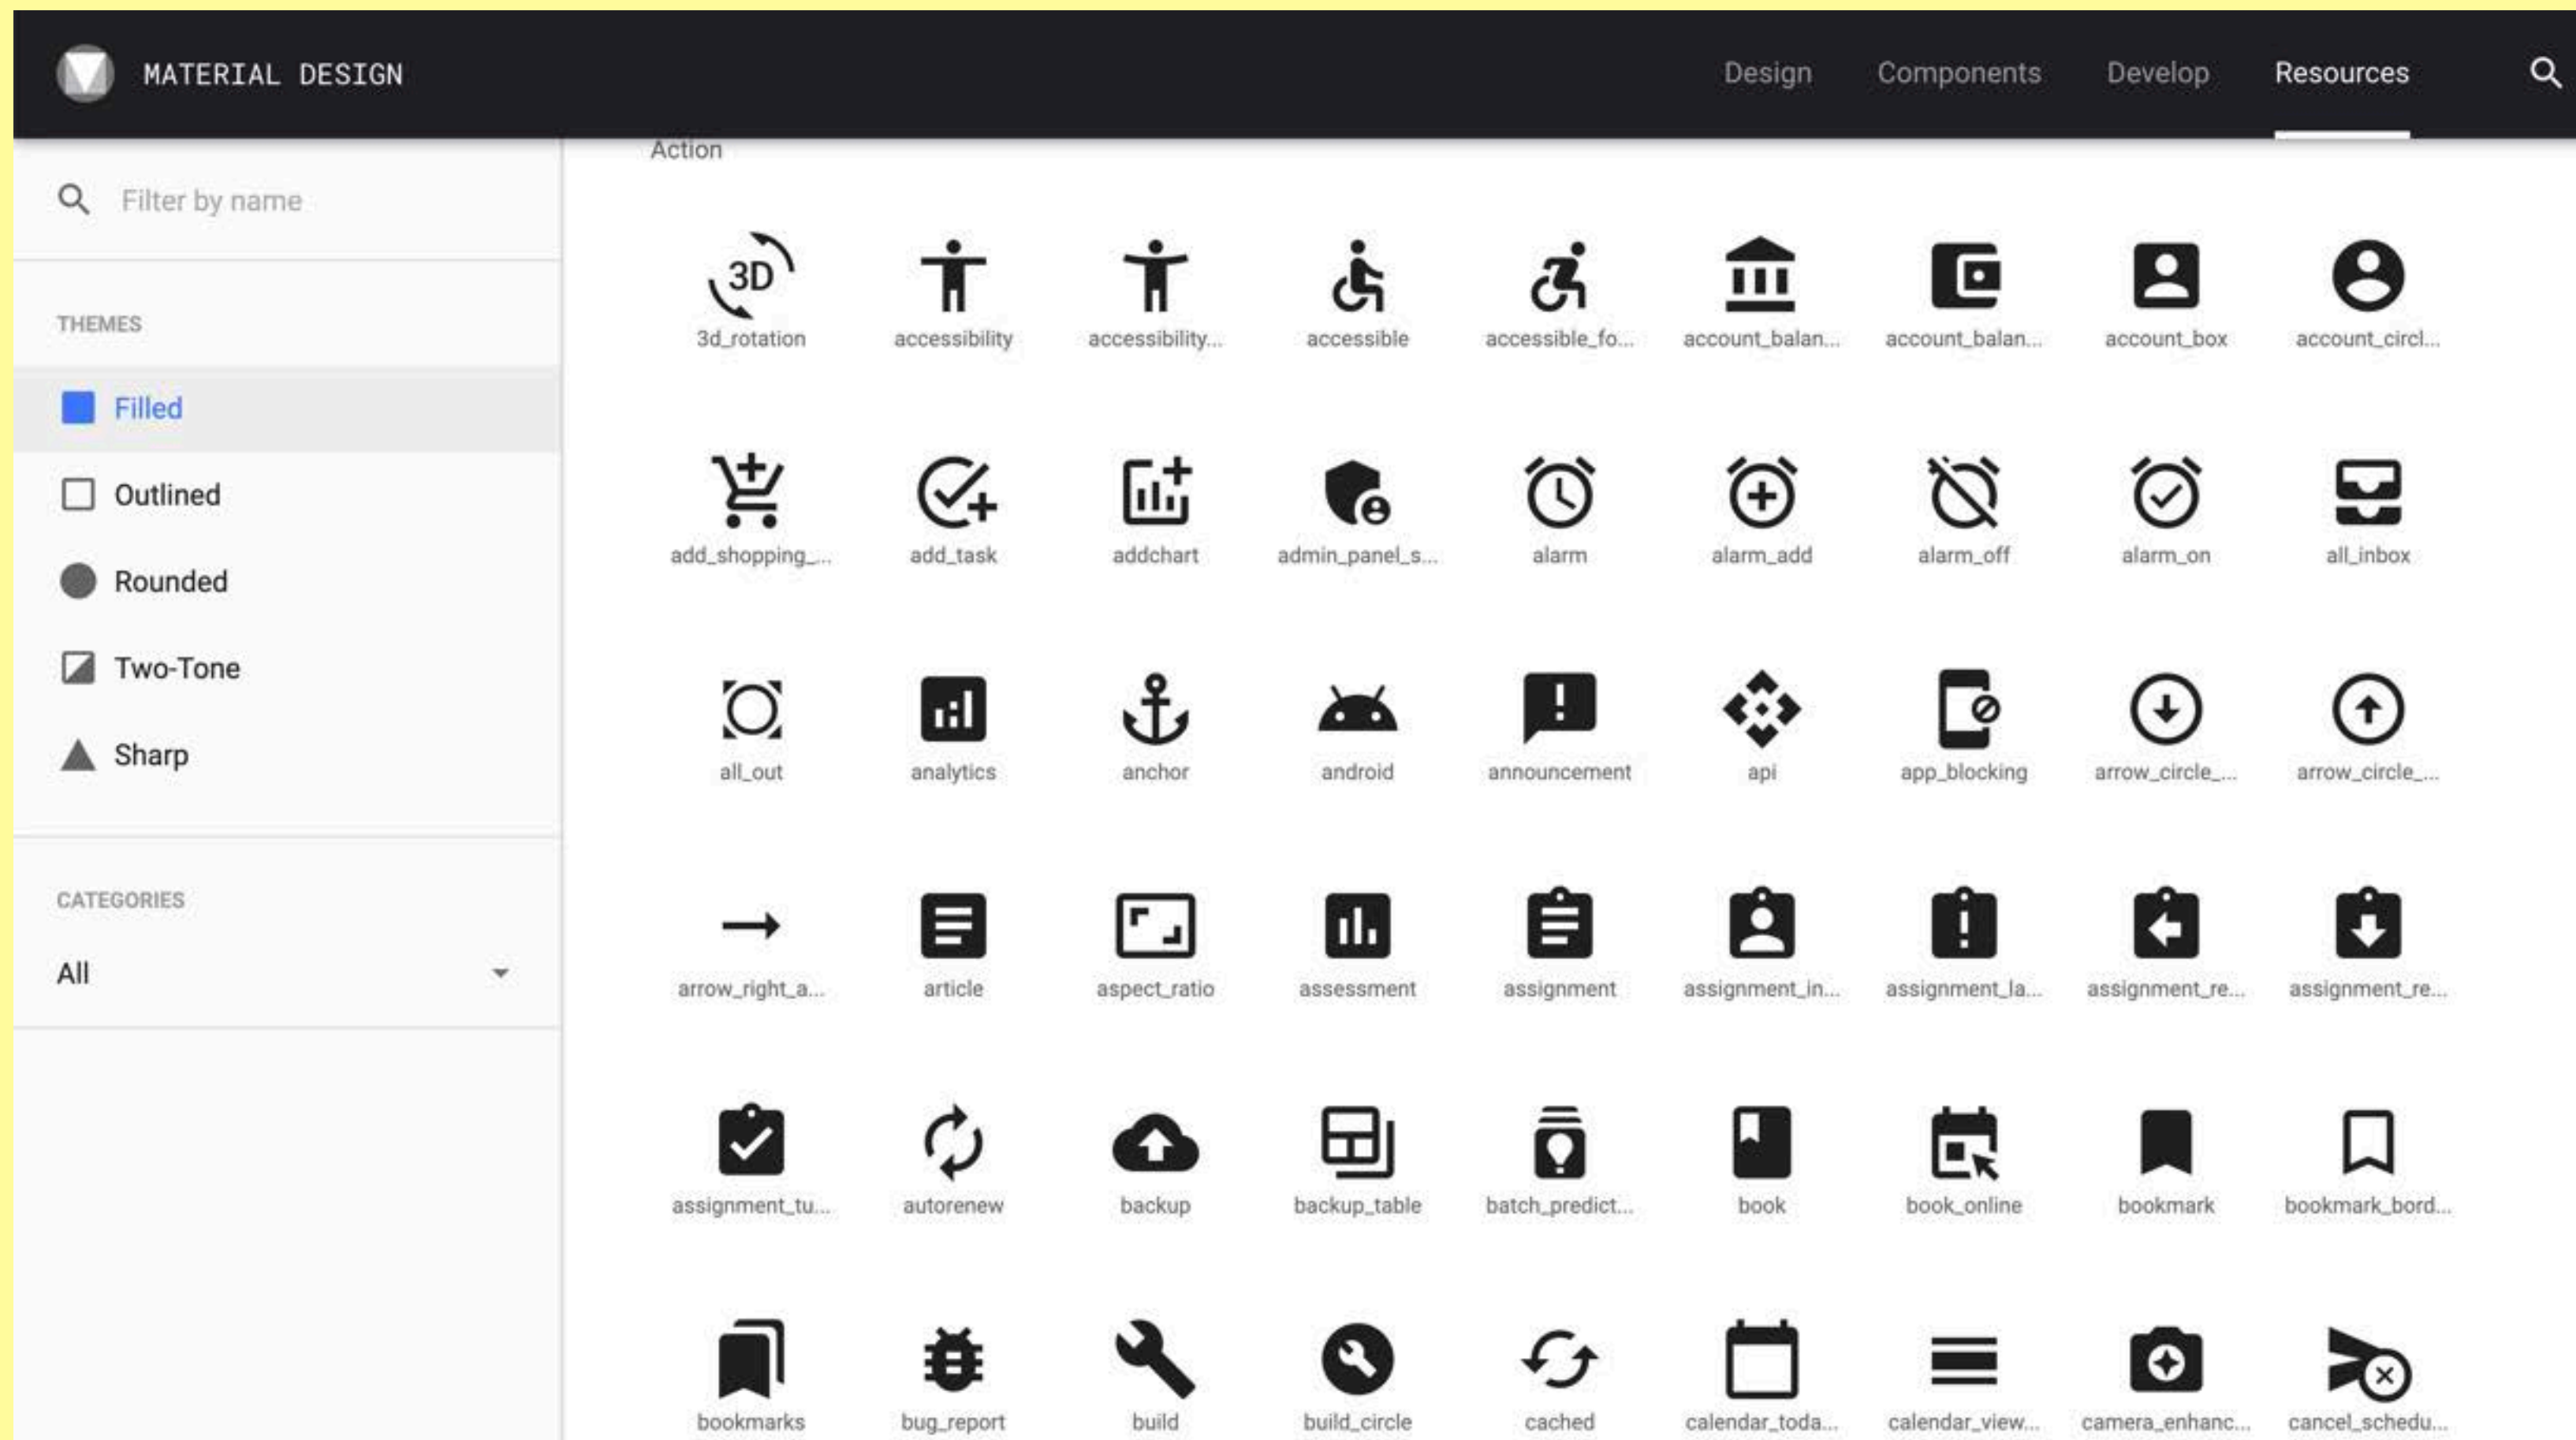 MATERIAL DESIGN
Design
Components
Develop
Resources
Filter by name
THEMES
Filled
Outlined
Rounded
Two-Tone
Sharp
CATEGORIES
All
Action
3D
3d_rotation
accessibility
accessibility...
accessible
accessible_fo...
account_balan...
account_balan...
account_box
account_circl...
add_shopping_...
add_task
addchart
admin_panel_s...
alarm
alarm_add
alarm_off
alarm_on
all_inbox
all_out
analytics
anchor
android
announcement
api
app_blocking
arrow_circle_...
arrow_circle_...
arrow_right_a...
article
aspect_ratio
assessment
assignment
assignment_in...
assignment_la...
assignment_re...
assignment_re...
assignment_tu...
autorenew
backup
backup_table
batch_predict...
book
book_online
bookmark
bookmark_bord...
bookmarks
bug_report
build
build_circle
cached
calendar_toda...
calendar_view...
camera_enhanc...
cancel_schedu...